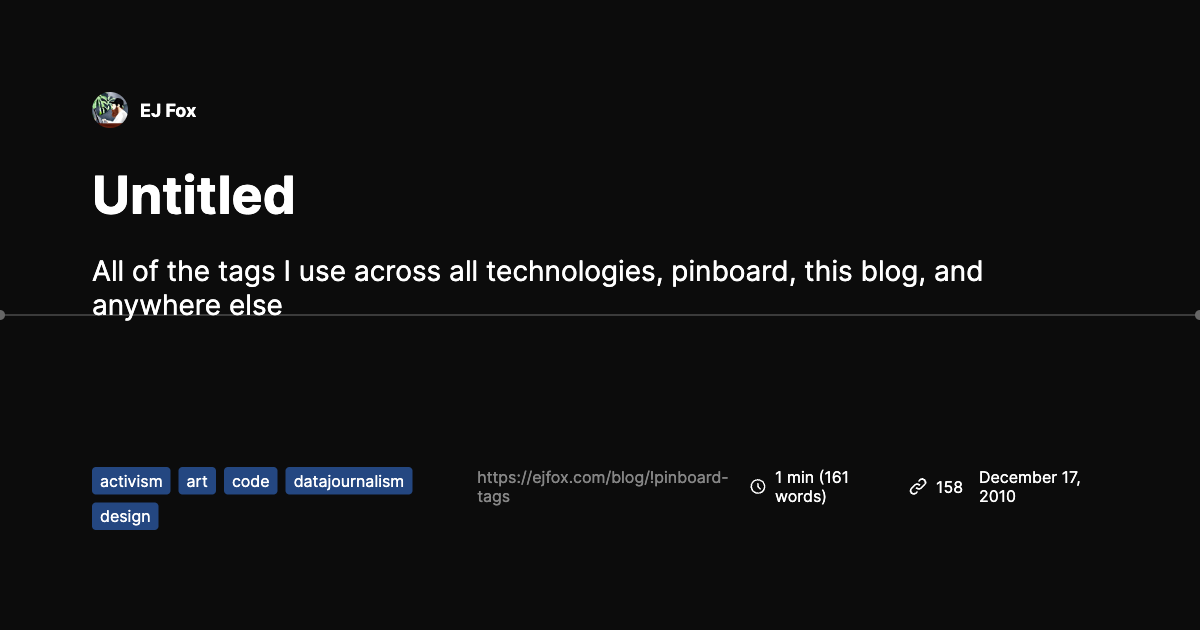 EJ Fox
Untitled
All of the tags I use across all technologies, pinboard, this blog, and
anywhere else
activism art code datajournalism
design
https://ejfox.com/blog/!pinboard-
tags
1 min (161
words)
158
December 17,
2010